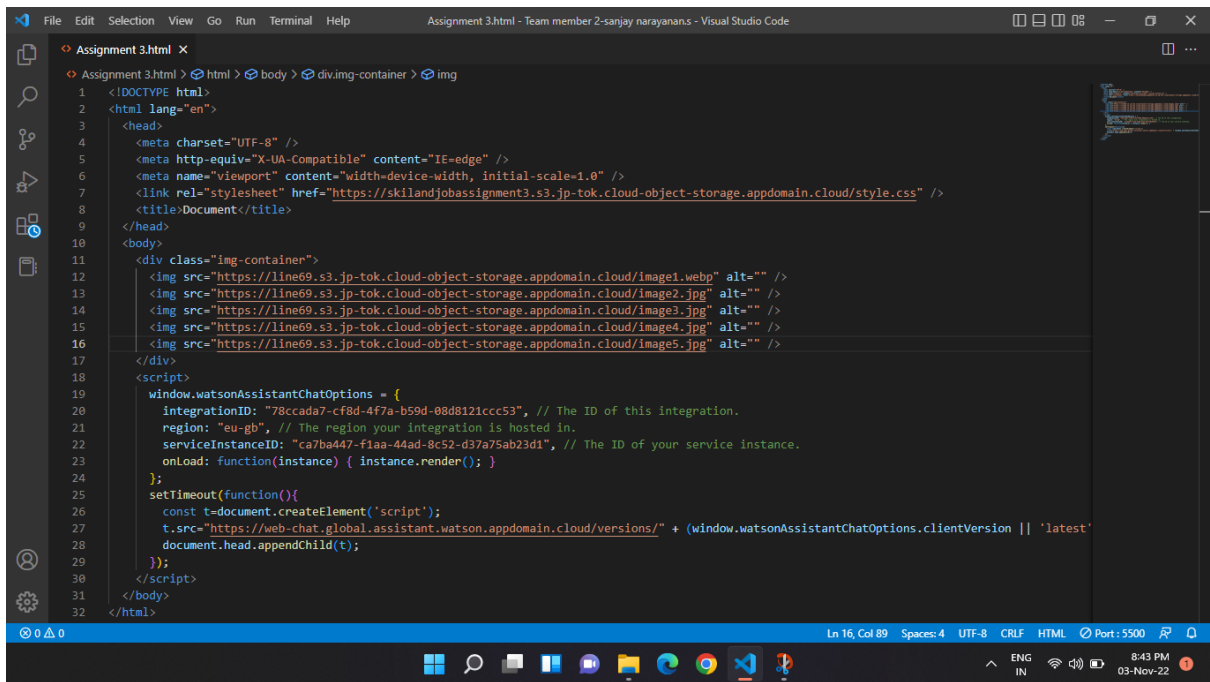 File Edit Selection View Go Run Terminal Help Assignment 3.html - Team member 2-sanjay narayanan.s - Visual Studio Code
Assignment 3.html
Assignment 3.html > html > body > div.img-container > img
1 <!DOCTYPE html>
2 <html lang="en">
3 <head>
4 <meta charset="UTF-8" />
5 <meta http-equiv="X-UA-Compatible" content="IE=edge" />
6 <meta name="viewport" content="width=device-width, initial-scale=1.0" />
7 <link rel="stylesheet" href="https://skilandjobassignment3.s3.jp-tok.cloud-object-storage.appdomain.cloud/style.css" />
8 <title>Document</title>
9 </head>
10 <body>
11 <div class="img-container">
12 <img src="https://line69.s3.jp-tok.cloud-object-storage.appdomain.cloud/image1.webp" alt="" />
13 <img src="https://line69.s3.jp-tok.cloud-object-storage.appdomain.cloud/image2.jpg" alt="" />
14 <img src="https://line69.s3.jp-tok.cloud-object-storage.appdomain.cloud/image3.jpg" alt="" />
15 <img src="https://line69.s3.jp-tok.cloud-object-storage.appdomain.cloud/image4.jpg" alt="" />
16 <img src="https://line69.s3.jp-tok.cloud-object-storage.appdomain.cloud/image5.jpg" alt="" />
17 </div>
18 <script>
19 window.watsonAssistantChatOptions = {
20 integrationID: "78ccada7-cf8d-4f7a-b59d-08d8121ccc53", // The ID of this integration.
21 region: "eu-gb", // The region your integration is hosted in.
22 serviceInstanceID: "ca7ba447-f1aa-44ad-8c52-d37a75ab23d1", // The ID of your service instance.
23 onLoad: function(instance) { instance.render(); }
24 };
25 setTimeout(function(){
26 const t=document.createElement('script');
27 t.src="https://web-chat.global.assistant.watson.appdomain.cloud/versions/" + (window.watsonAssistantChatOptions.clientVersion || 'latest'
28 document.head.appendChild(t);
29 });
30 </script>
31 </body>
32 </html>
0 0 Ln 16, Col 89 Spaces: 4 UTF-8 CRLF HTML Port : 5500
ENG 8:43 PM 1
IN 03-Nov-22